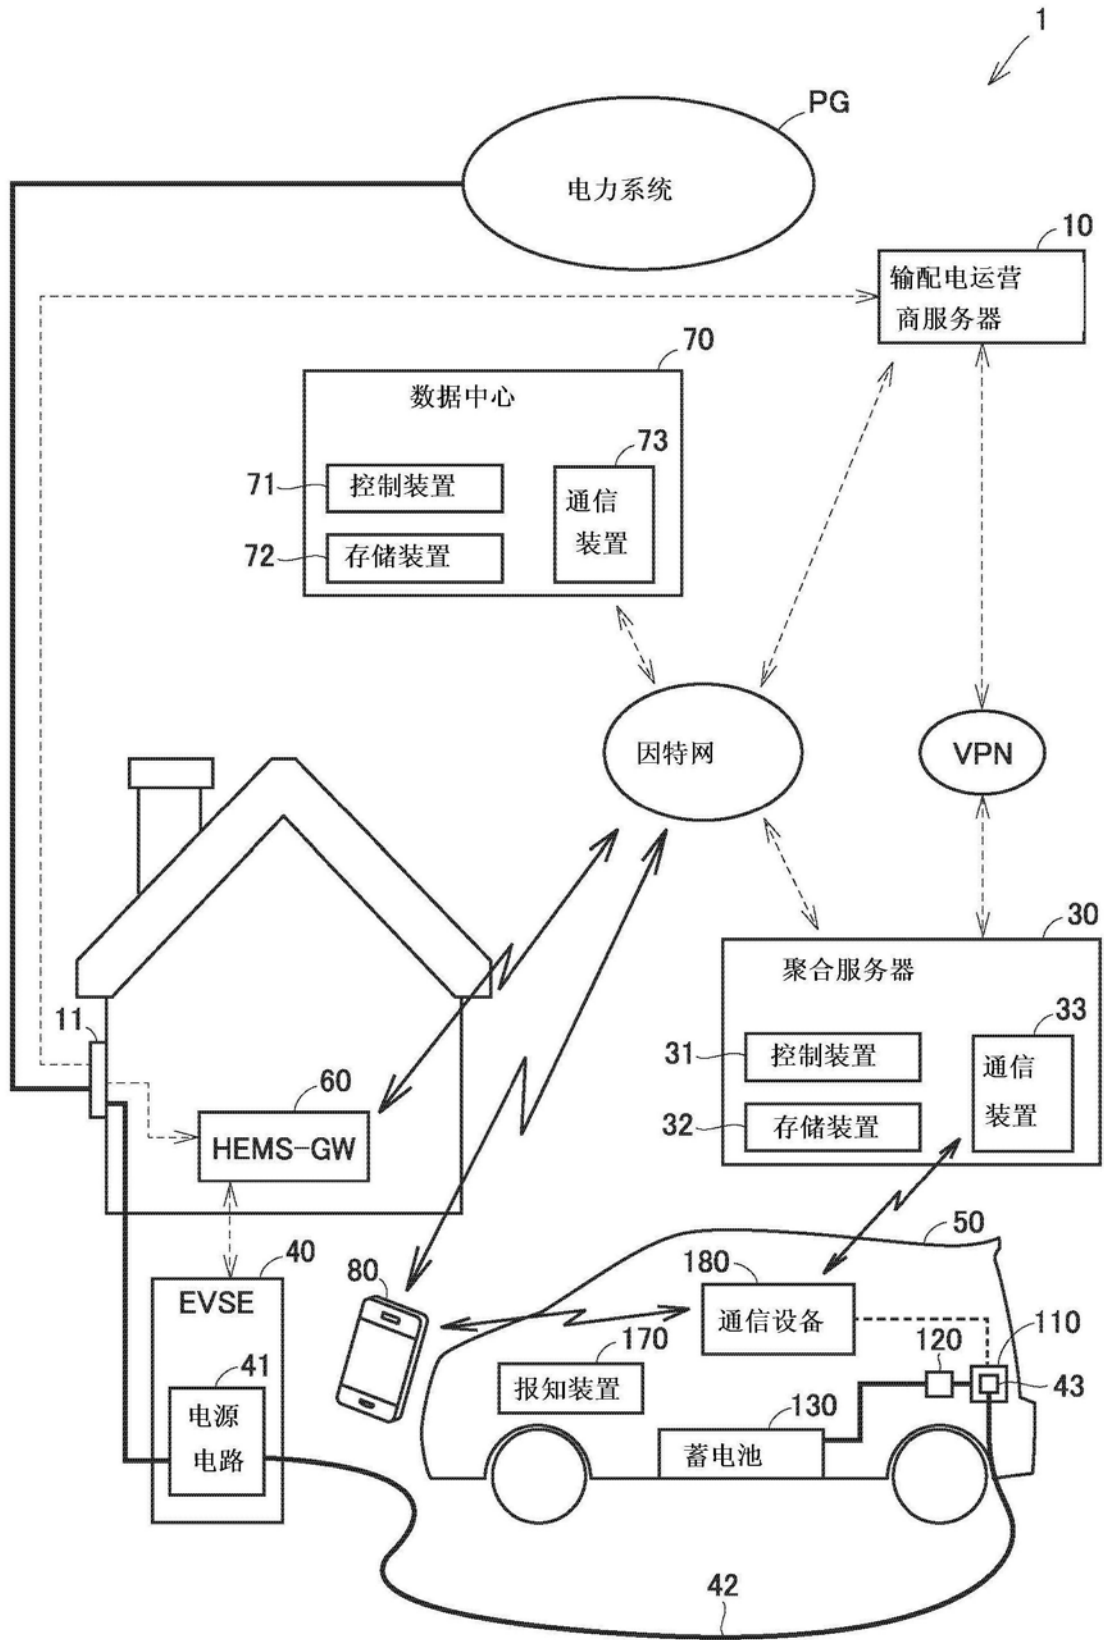 1
PG
电力系统
10
输配电运营
商服务器
70
数据中心
73
71
控制装置
通信
装置
72
存储装置
因特网
VPN
30
聚合服务器
11
33
31
控制装置
通信
装置
60
32
存储装置
HEMS-GW
50
40
80
180
EVSE
通信设备
110
170
120
41
报知装置
43
130
电源
电路
蓄电池
42